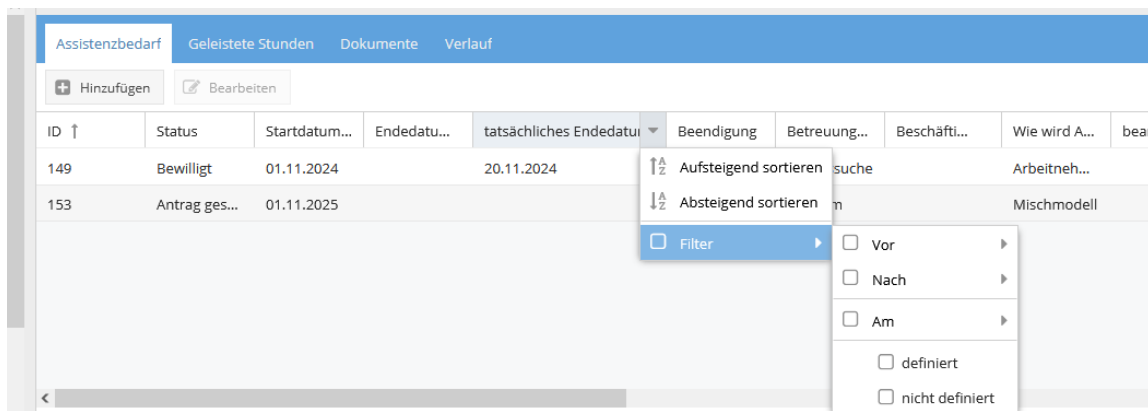 Assistenzbedarf Geleistete Stunden Dokumente Verlauf
Hinzufügen Bearbeiten
ID Status Startdatum... Endedatu... tatsächliches Endedatu Beendigung Betreuung... Beschäfti... Wie wird A... bea
149 Bewilligt 01.11.2024 20.11.2024 suche Arbeitneh...
153 Antrag ges... 01.11.2025 Mischmodell
Aufsteigend sortieren
Absteigend sortieren
Filter
Vor
Nach
Am
definiert
nicht definiert